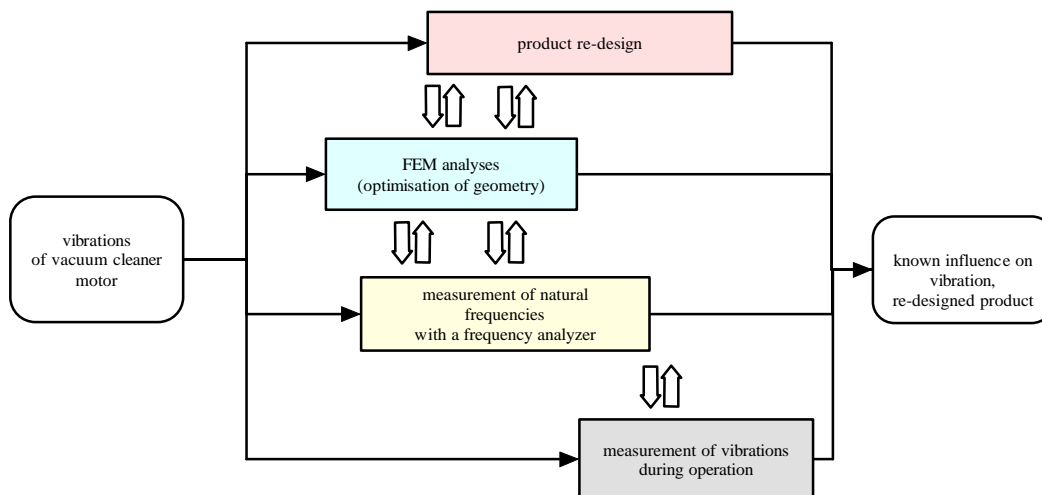 product re-design
FEM analyses
(optimisation of geometry)
vibrations
of vacuum cleaner
motor
known influence on
vibration,
re-designed product
measurement of natural
frequencies
with a frequency analyzer
measurement of vibrations
during operation